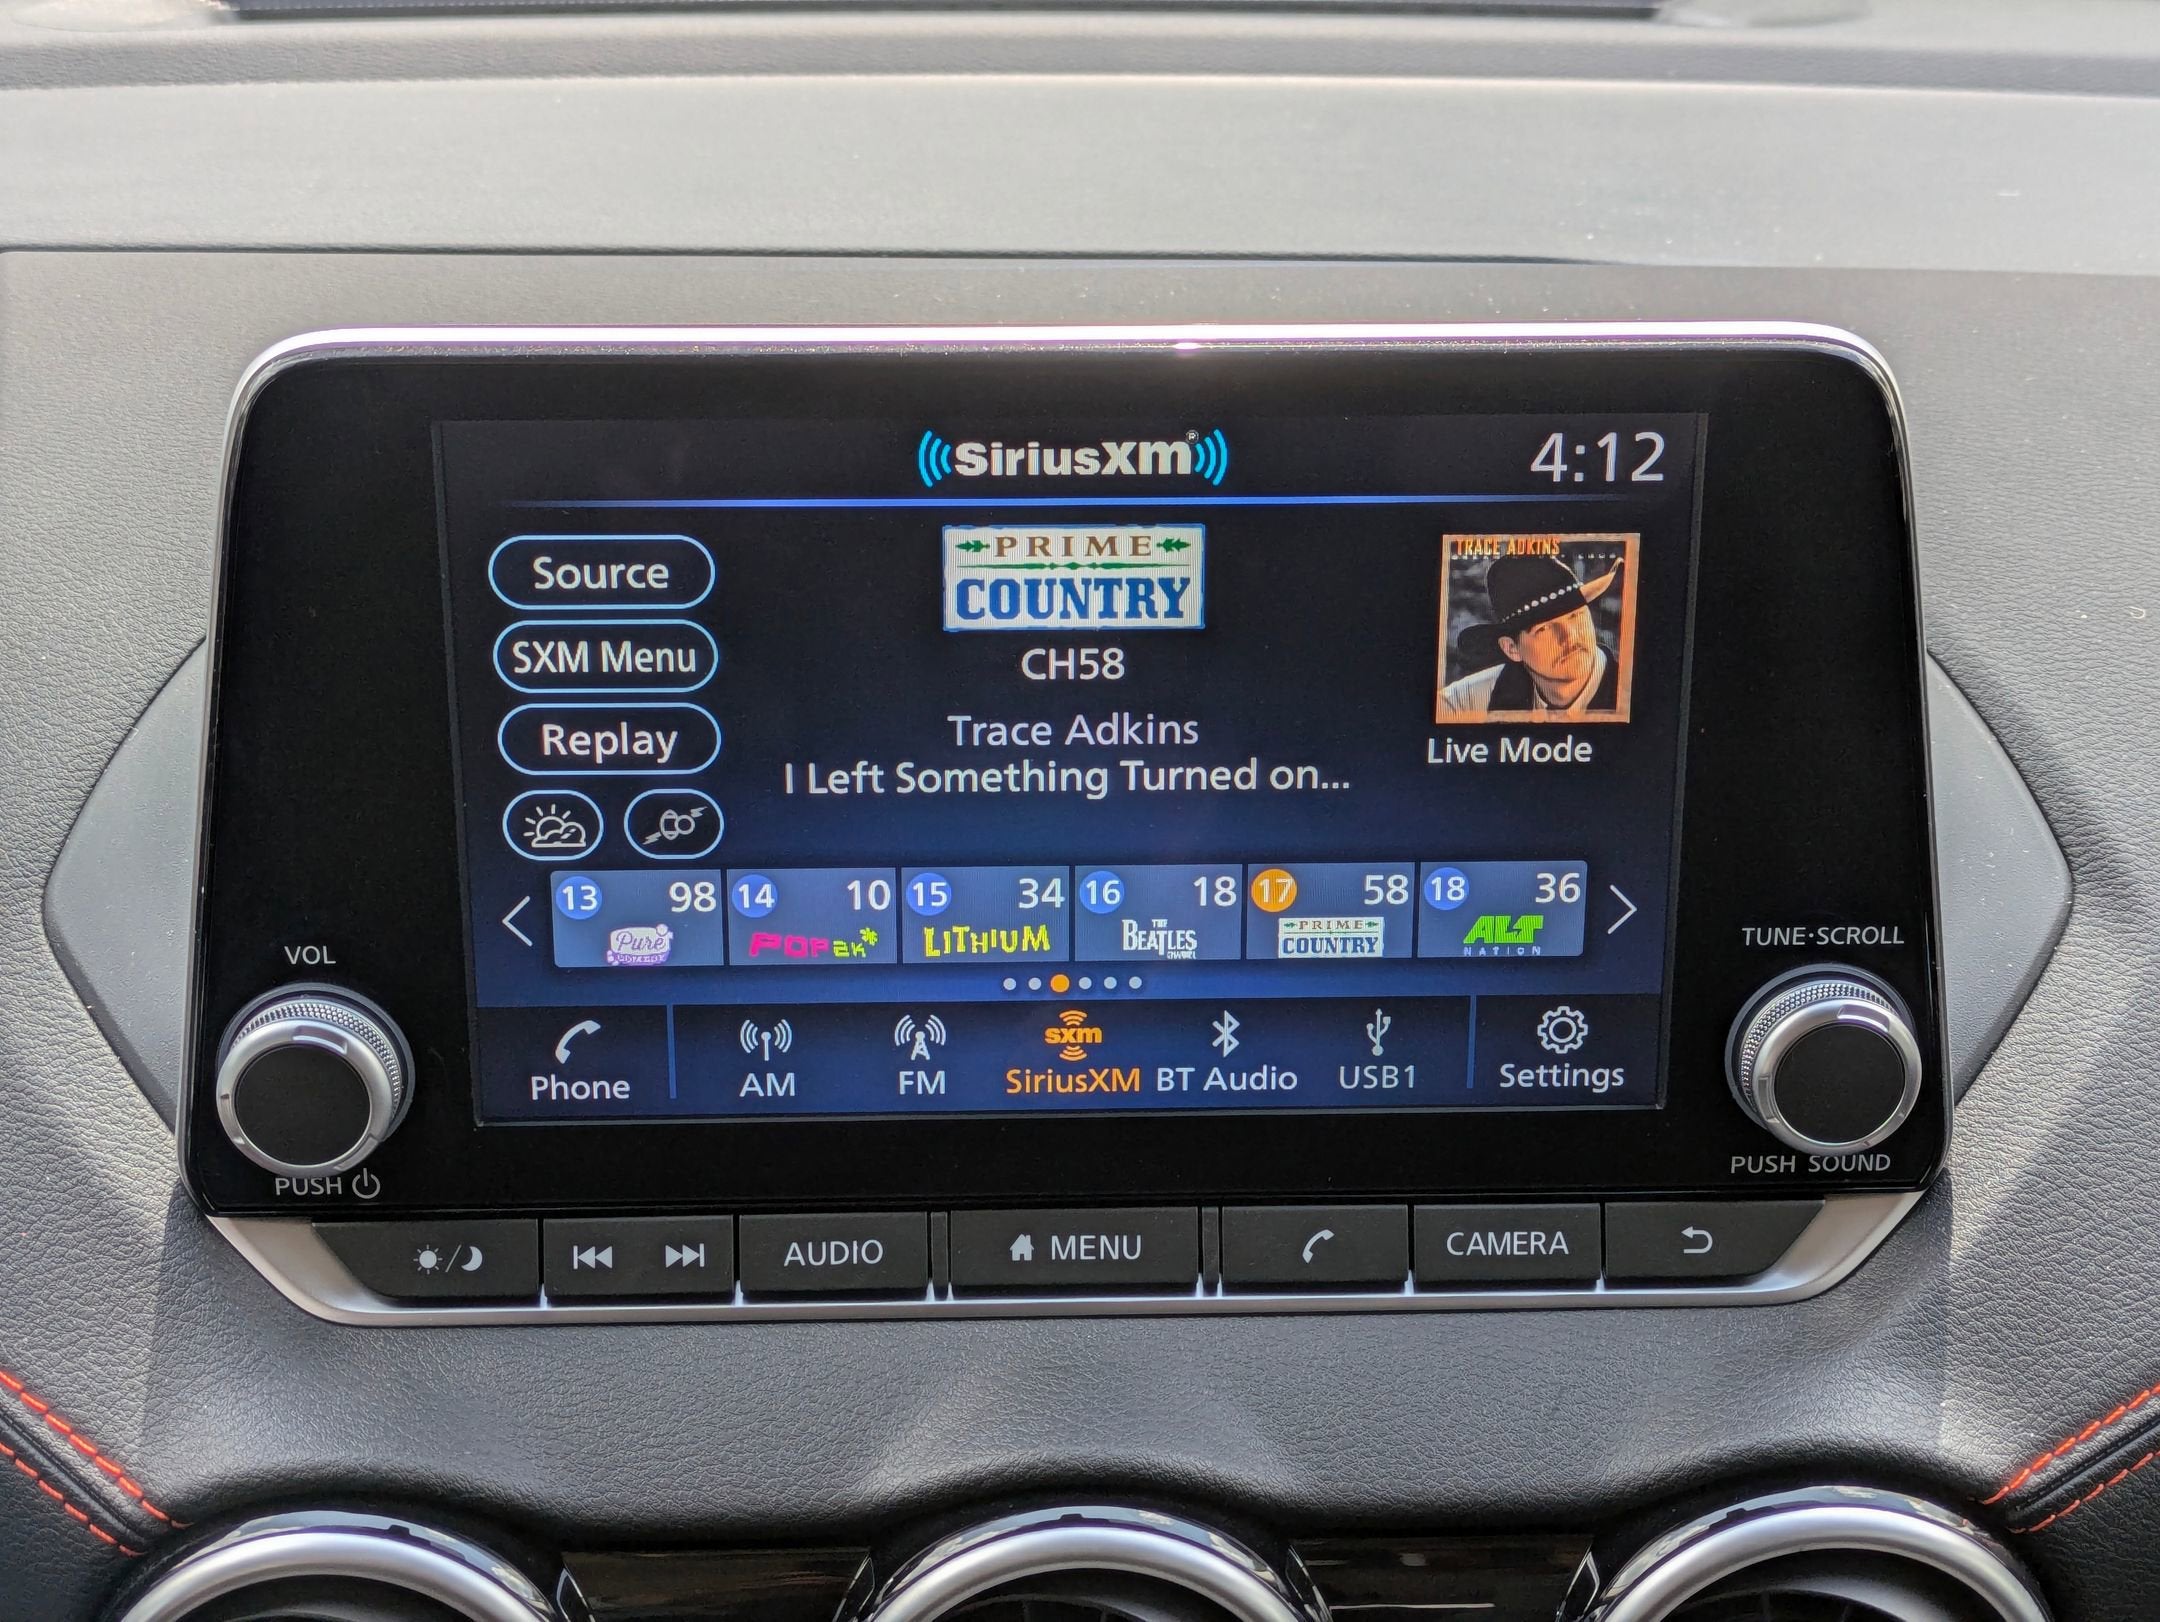 SiriusXM®
4:12
Source
SXM Menu
Replay
PRIME
COUNTRY
CH58
Trace Adkins
I Left Something Turned on...
TRACE ADKINS
Live Mode
13 98
Pure
COMEDY
14 10
POP2K
15 34
LITHIUM
16 18
THE
BEATLES
CHANNEL
17 58
PRIME
COUNTRY
18 36
ALT
NATION
Phone
AM
FM
sxm
SiriusXM
BT Audio
USB1
Settings
VOL
PUSH
TUNE·SCROLL
PUSH SOUND
AUDIO
MENU
CAMERA